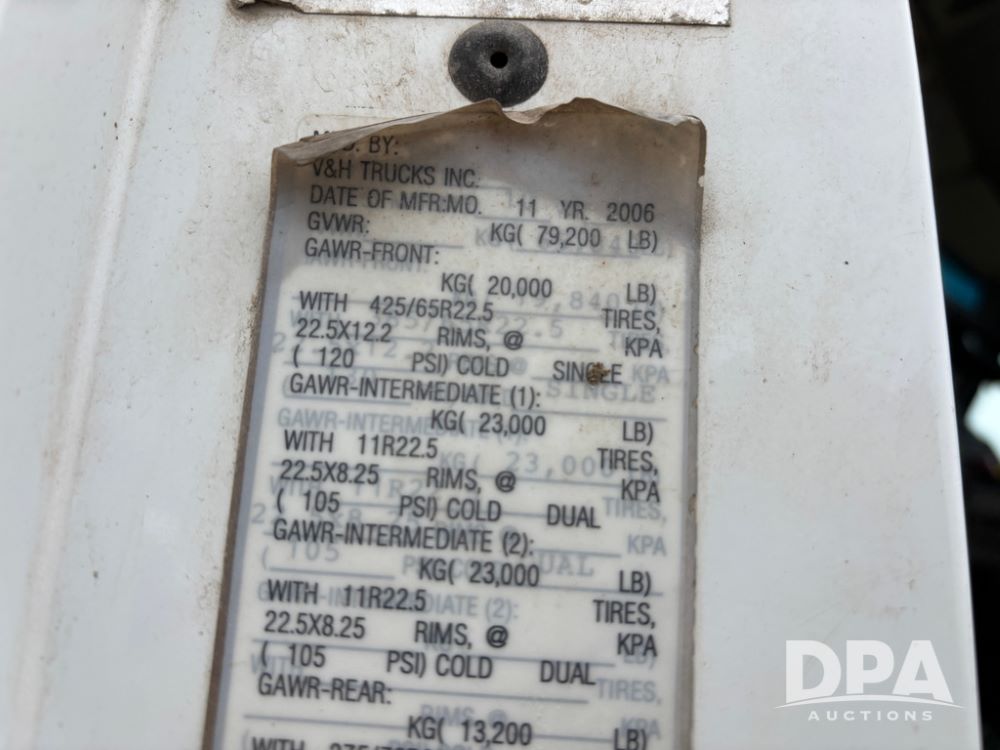 BY:
V&H TRUCKS INC.
DATE OF MFR:MO. 11 YR. 2006
GVWR: KG( 79,200 LB)
GAWR-FRONT:
KG( 20,000 LB)
WITH 425/65R22.5 TIRES,
22.5X12.2 RIMS, @ KPA
( 120 PSI) COLD SINGLE
GAWR-INTERMEDIATE (1):
KG( 23,000 LB)
WITH 11R22.5 TIRES,
22.5X8.25 RIMS, @ KPA
( 105 PSI) COLD DUAL
GAWR-INTERMEDIATE (2):
KG( 23,000 LB)
WITH 11R22.5 TIRES,
22.5X8.25 RIMS, @ KPA
( 105 PSI) COLD DUAL
GAWR-REAR:
KG( 13,200 LB)
WITH
DPA
AUCTIONS